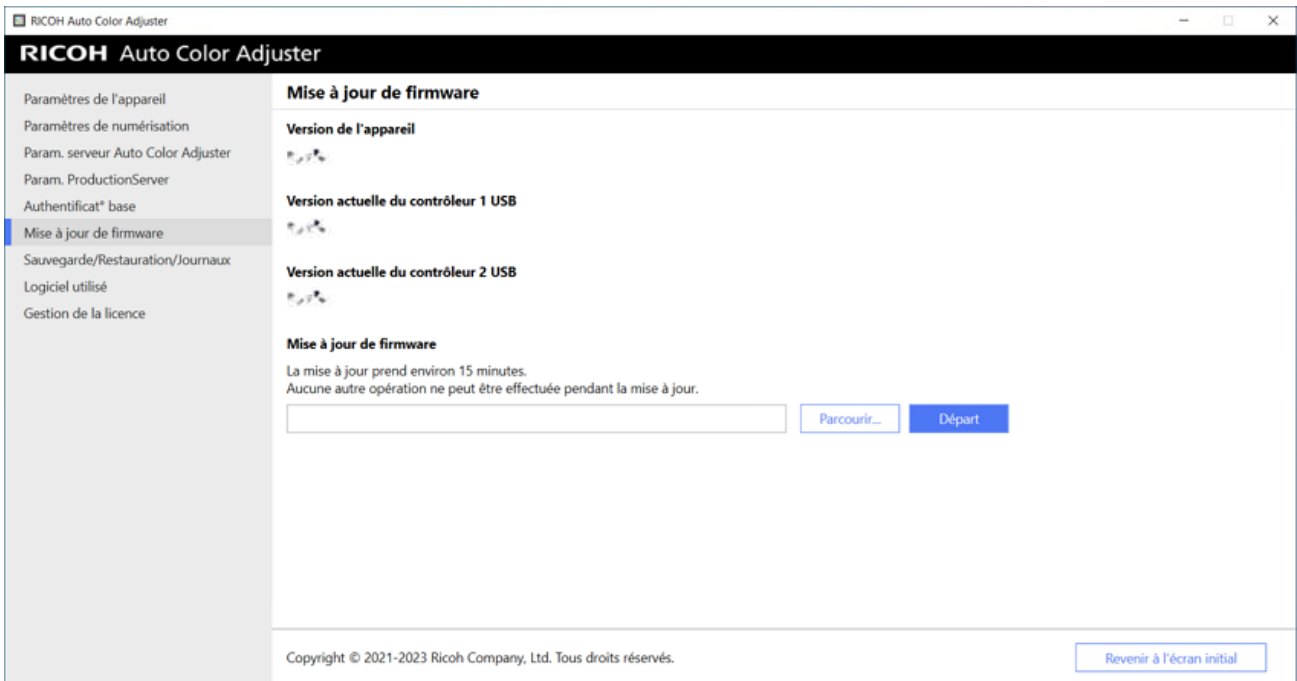 RICOH Auto Color Adjuster
RICOH Auto Color Adjuster
Paramètres de l'appareil
Paramètres de numérisation
Param. serveur Auto Color Adjuster
Param. ProductionServer
Authentificat° base
Mise à jour de firmware
Sauvegarde/Restauration/Journaux
Logiciel utilisé
Gestion de la licence
Mise à jour de firmware
Version de l'appareil
Version actuelle du contrôleur 1 USB
Version actuelle du contrôleur 2 USB
Mise à jour de firmware
La mise à jour prend environ 15 minutes.
Aucune autre opération ne peut être effectuée pendant la mise à jour.
Parcourir...
Départ
Copyright © 2021-2023 Ricoh Company, Ltd. Tous droits réservés.
Revenir à l'écran initial